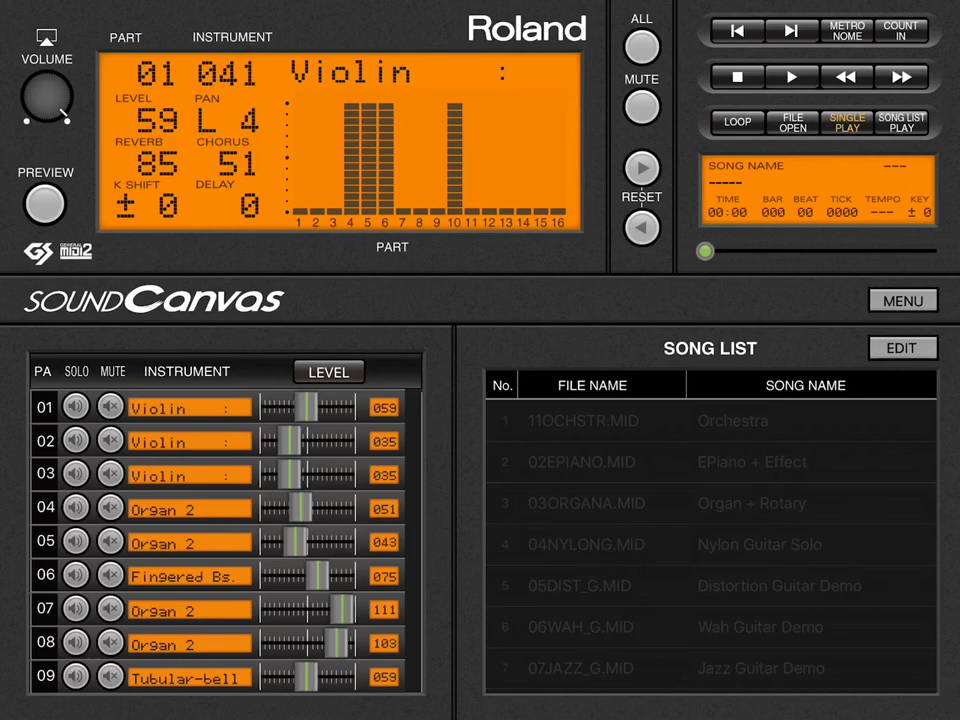 PART INSTRUMENT
Roland
ALL
VOLUME
MUTE
01 041 Violin :
LEVEL PAN
59 L 4
REVERB CHORUS
85 51
K SHIFT DELAY
± 0 0
1 2 3 4 5 6 7 8 9 10 11 12 13 14 15 16
PART
PREVIEW
RESET
GS GENERAL MIDI2
METRO NOME
COUNT IN
LOOP
FILE OPEN
SINGLE PLAY
SONG LIST PLAY
SONG NAME ---
-----
TIME BAR BEAT TICK TEMPO KEY
00:00 000 00 0000 --- ± 0
SOUND Canvas
MENU
PA SOLO MUTE INSTRUMENT LEVEL
01 Violin : 059
02 Violin : 035
03 Violin : 035
04 Organ 2 051
05 Organ 2 043
06 Fingered Bs. 075
07 Organ 2 111
08 Organ 2 103
09 Tubular-bell 059
SONG LIST
EDIT
No. FILE NAME SONG NAME
1 11OCHSTR.MID Orchestra
2 02EPIANO.MID EPiano + Effect
3 03ORGANA.MID Organ + Rotary
4 04NYLONG.MID Nylon Guitar Solo
5 05DIST_G.MID Distortion Guitar Demo
6 06WAH_G.MID Wah Guitar Demo
7 07JAZZ_G.MID Jazz Guitar Demo